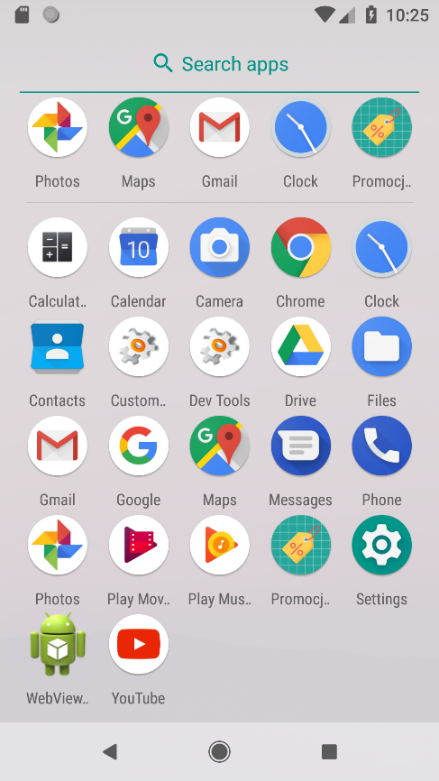 10:25
Search apps
Photos Maps Gmail Clock Promocj..
Calculat.. Calendar Camera Chrome Clock
10
Contacts Custom.. Dev Tools Drive Files
Gmail Google Maps Messages Phone
Photos Play Mov.. Play Mus.. Promocj.. Settings
WebView.. YouTube